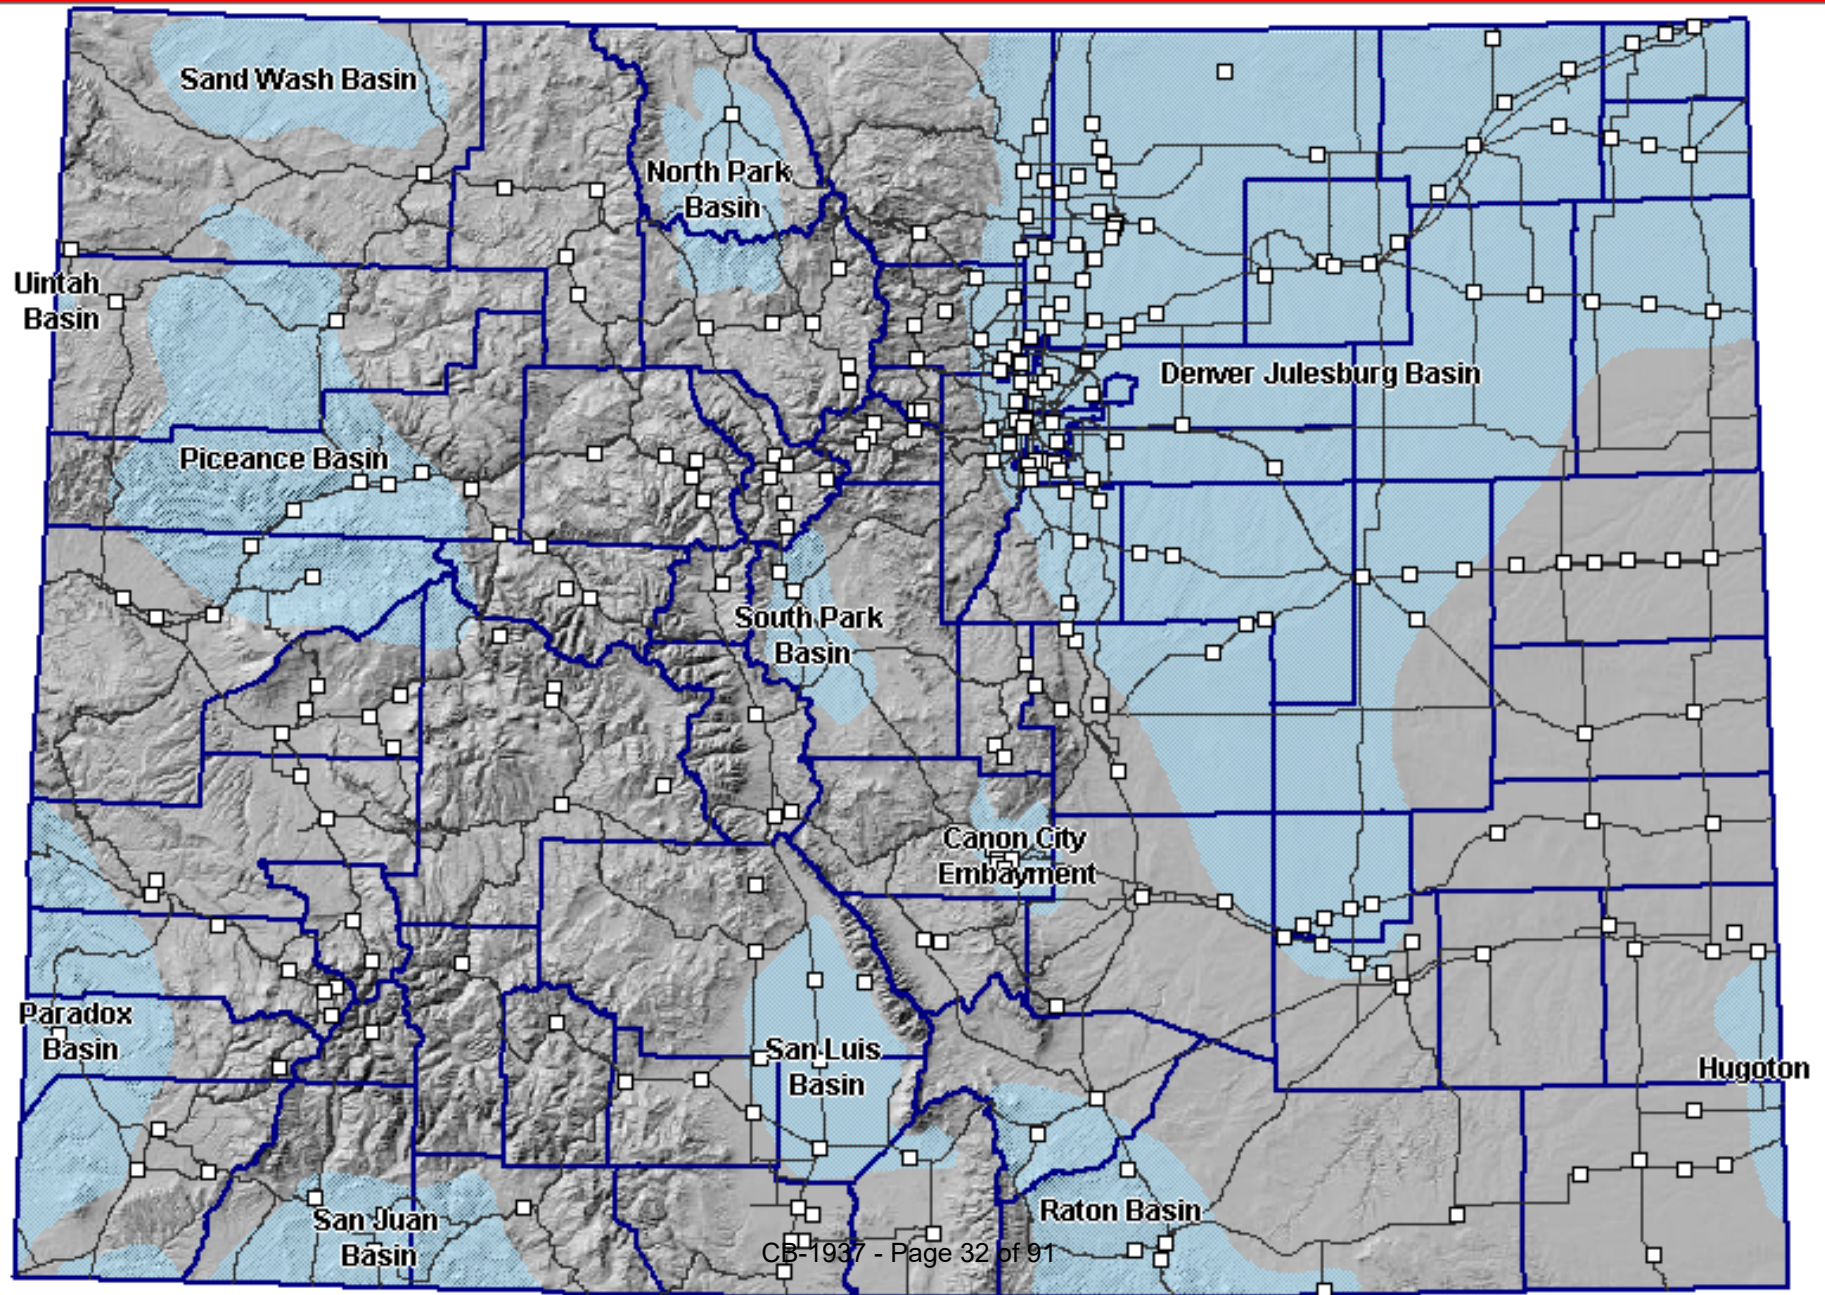 Sand Wash Basin
North Park
Basin
Uintah
Basin
Denver Julesburg Basin
Piceance Basin
South Park
Basin
Canon City
Embayment
Paradox
Basin
San Luis
Basin
Hugoton
San Juan
Basin
Raton Basin
CB-1937 - Page 32 of 91